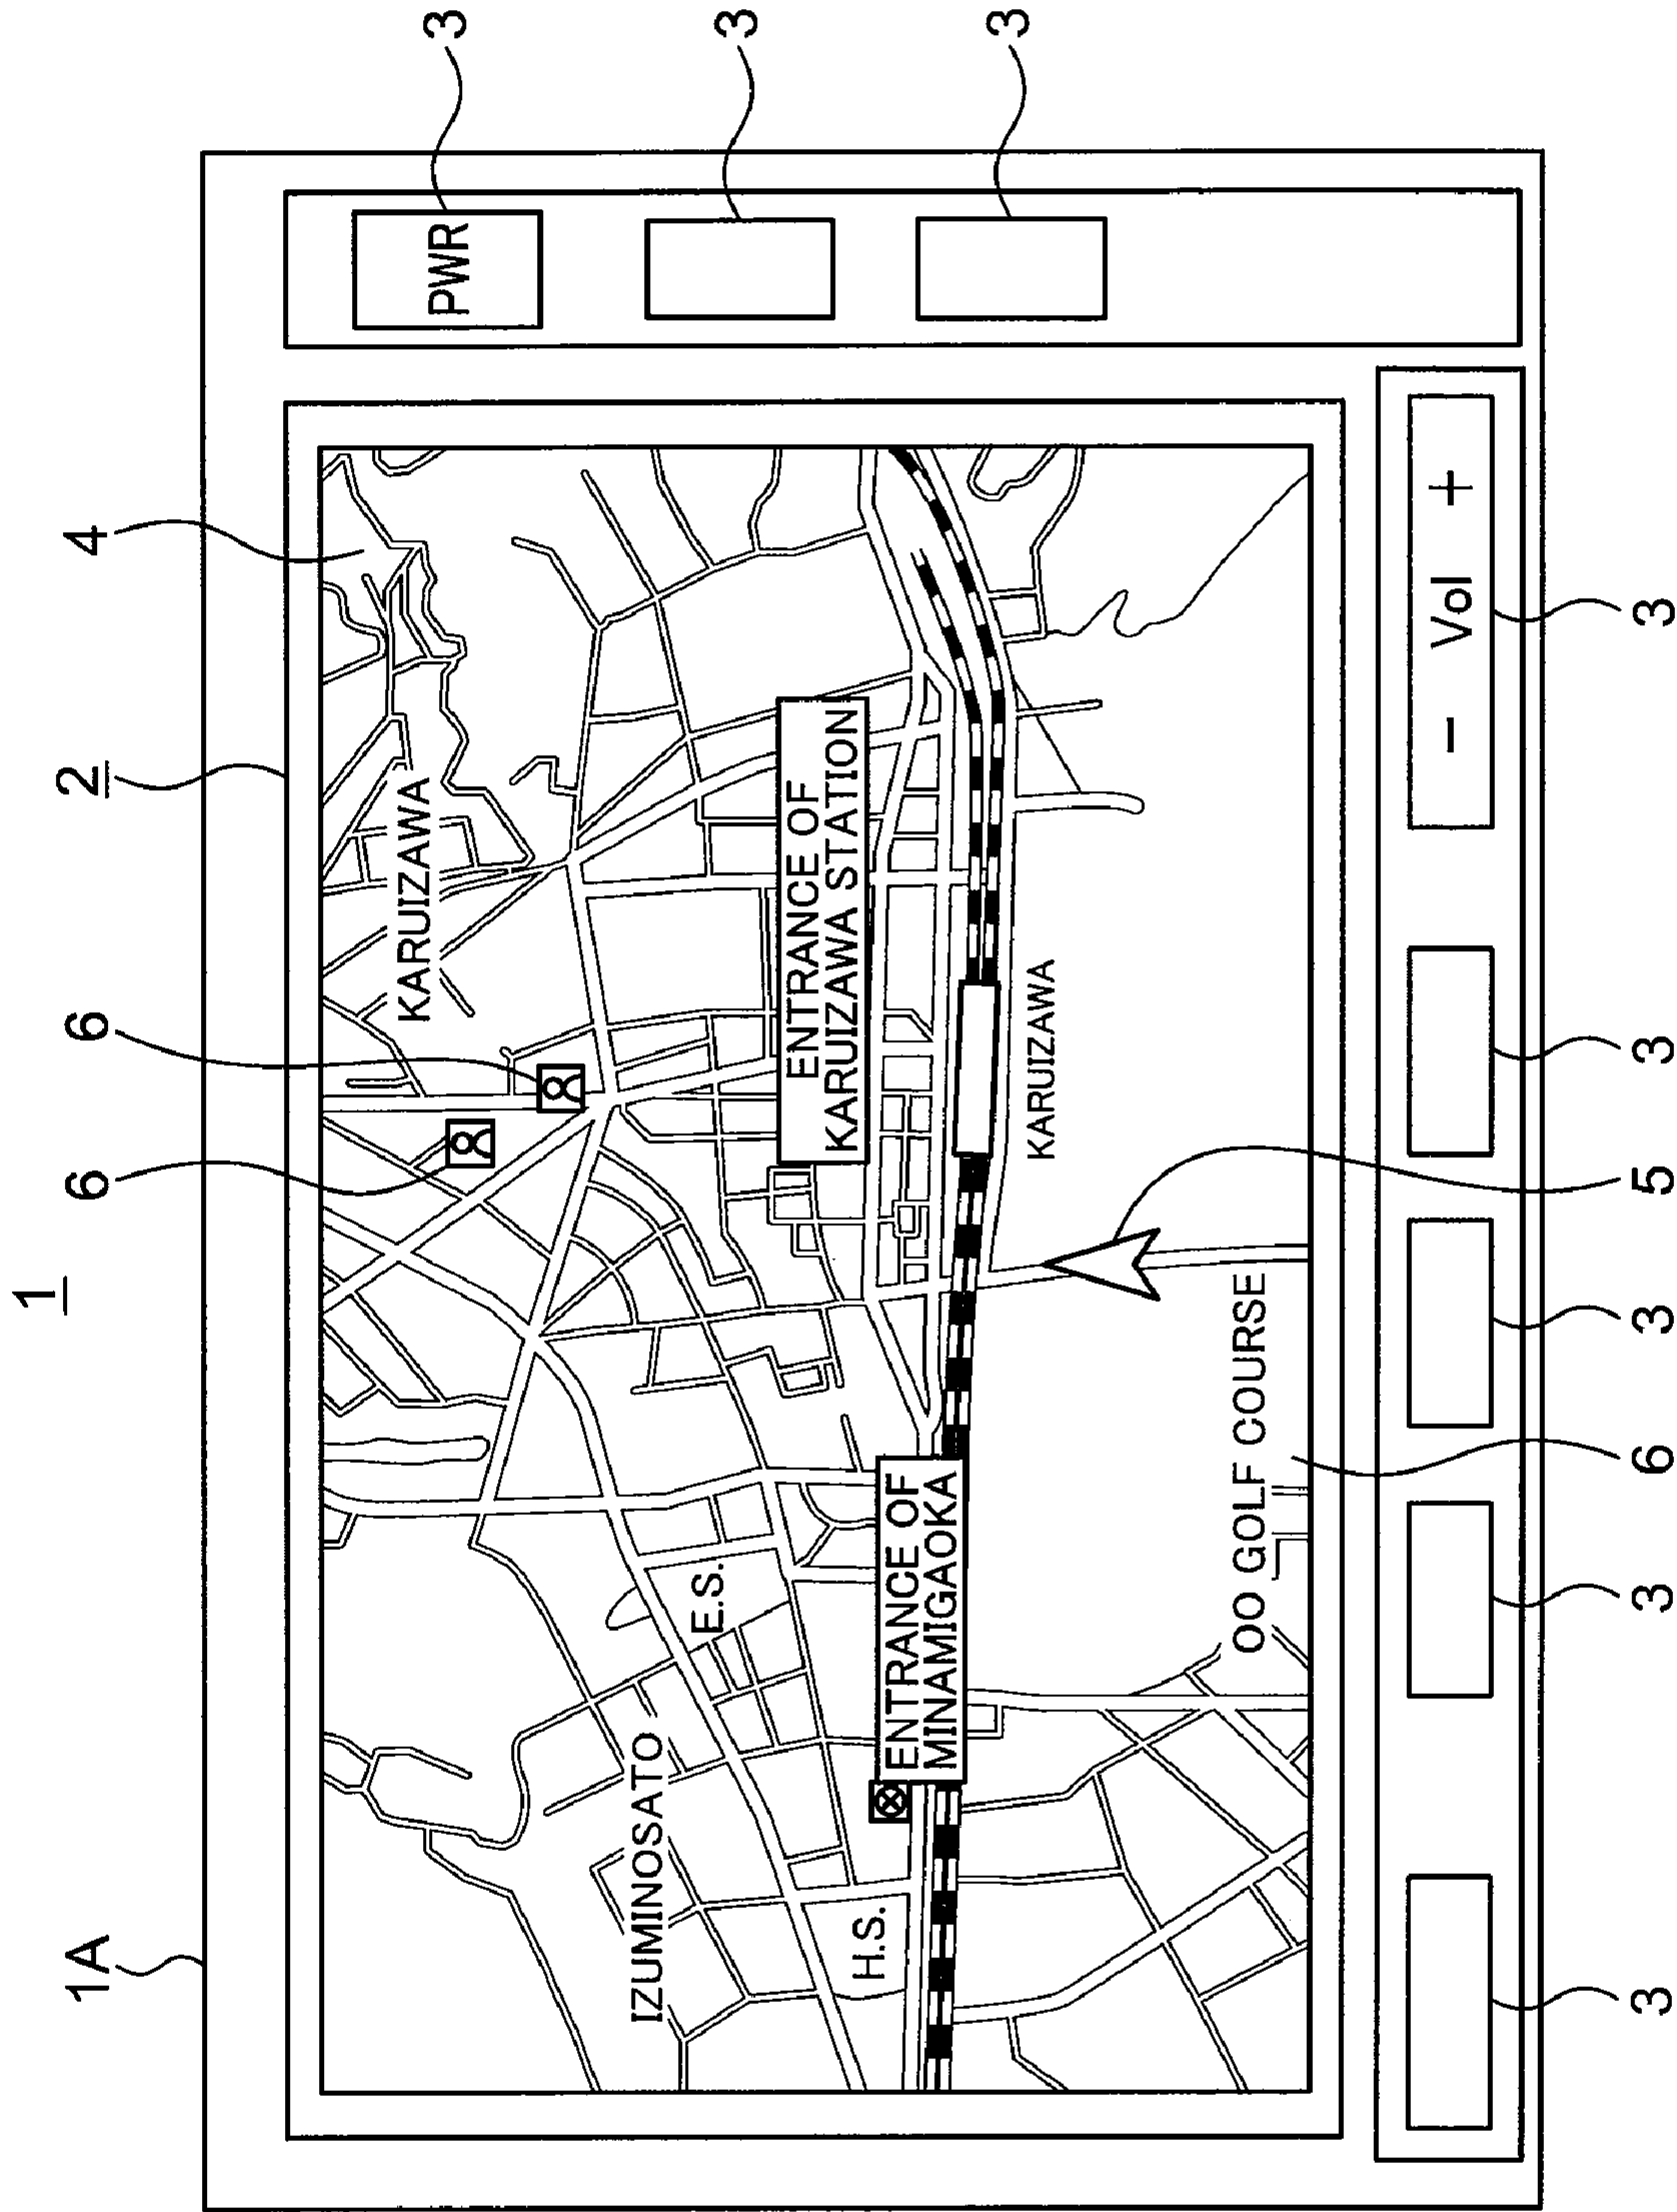 1
1A 6 6 2 4
KARUIZAWA
PWR 3
IZUMINOSATO
E.S.
3
ENTRANCE OF
KARUIZAWA STATION
H.S.
ENTRANCE OF
MINAMIGAOKA
3
KARUIZAWA
OO GOLF COURSE
− Vol +
3 3 6 3 5 3 3